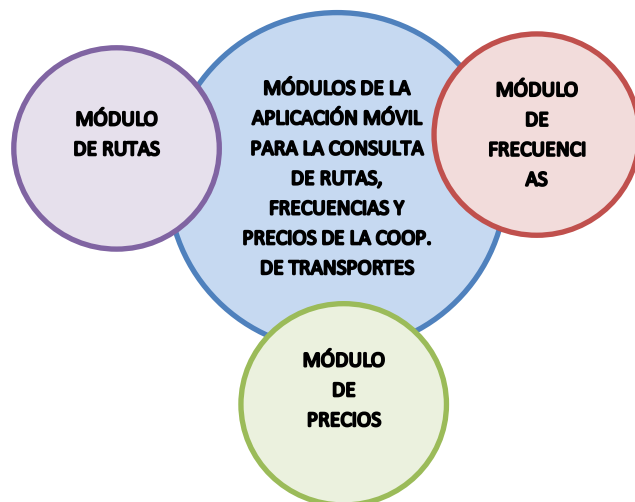 MÓDULO
DE RUTAS
MÓDULOS DE LA
APLICACIÓN MÓVIL
PARA LA CONSULTA
DE RUTAS,
FRECUENCIAS Y
PRECIOS DE LA COOP.
DE TRANSPORTES
MÓDULO
DE
FRECUENCI
AS
MÓDULO
DE
PRECIOS